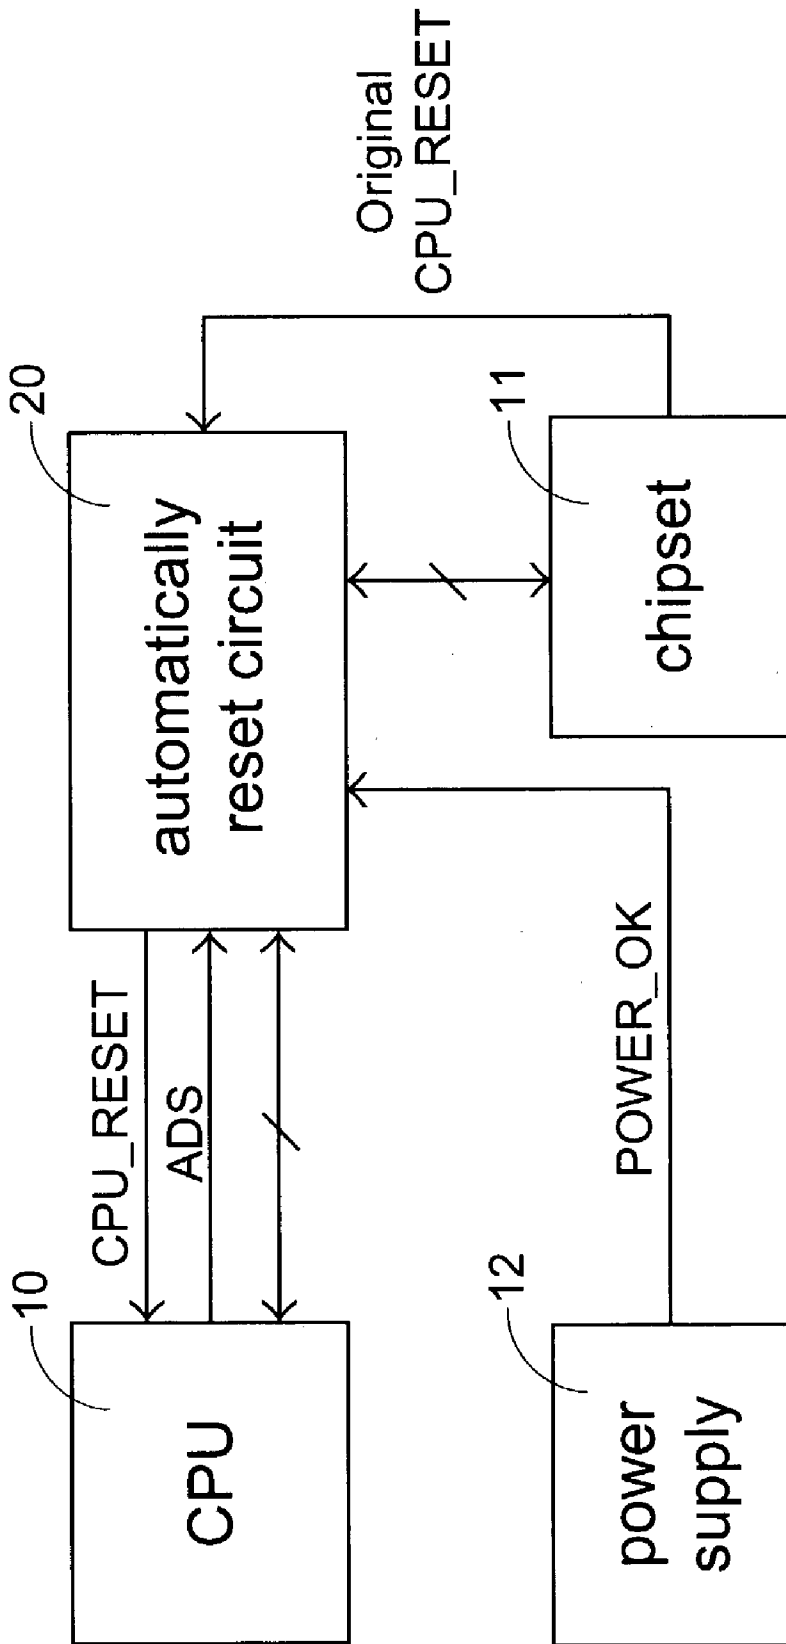 10
CPU
CPU_RESET
ADS
20
automatically
reset circuit
Original
CPU_RESET
12
power
supply
POWER_OK
11
chipset